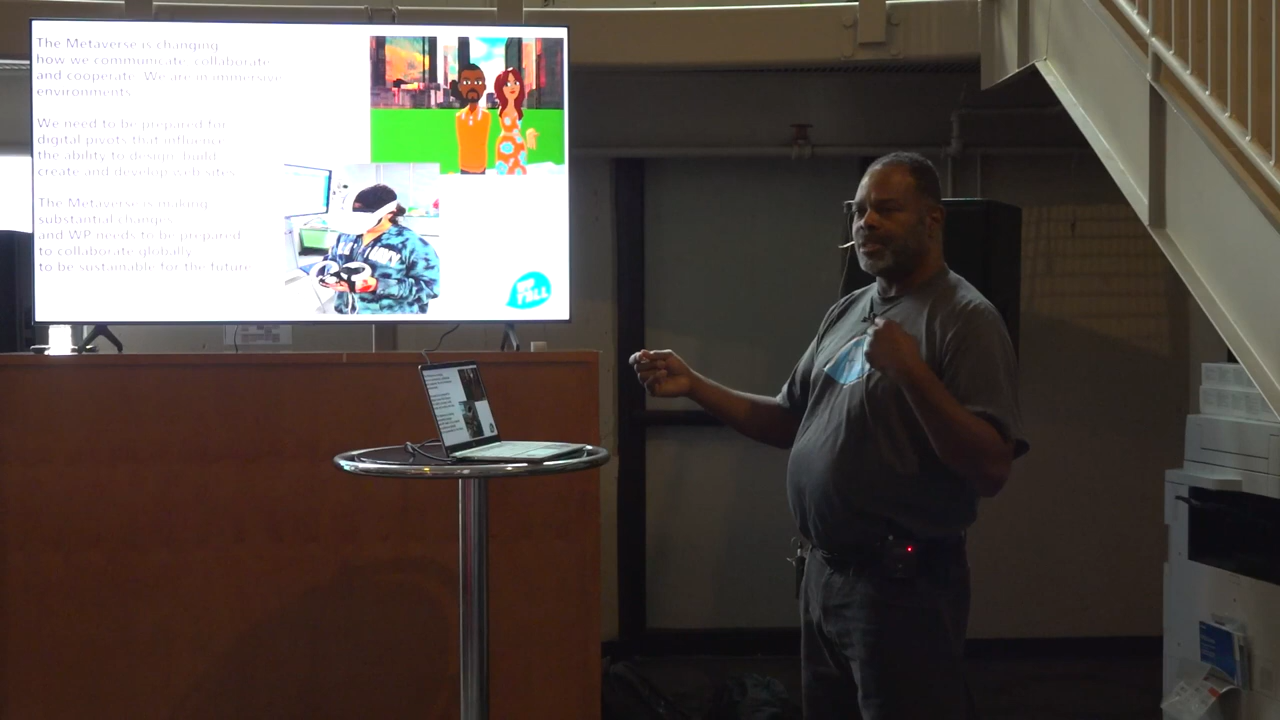 The Metaverse is changing
how we communicate, collaborate
and cooperate. We are in immersive
environments.
We need to be prepared for
digital pivots that influence
the ability to design, build,
create and develop web sites.
The Metaverse is making
substantial changes
and WP needs to be prepared
to collaborate globally
to be sustainable for the future